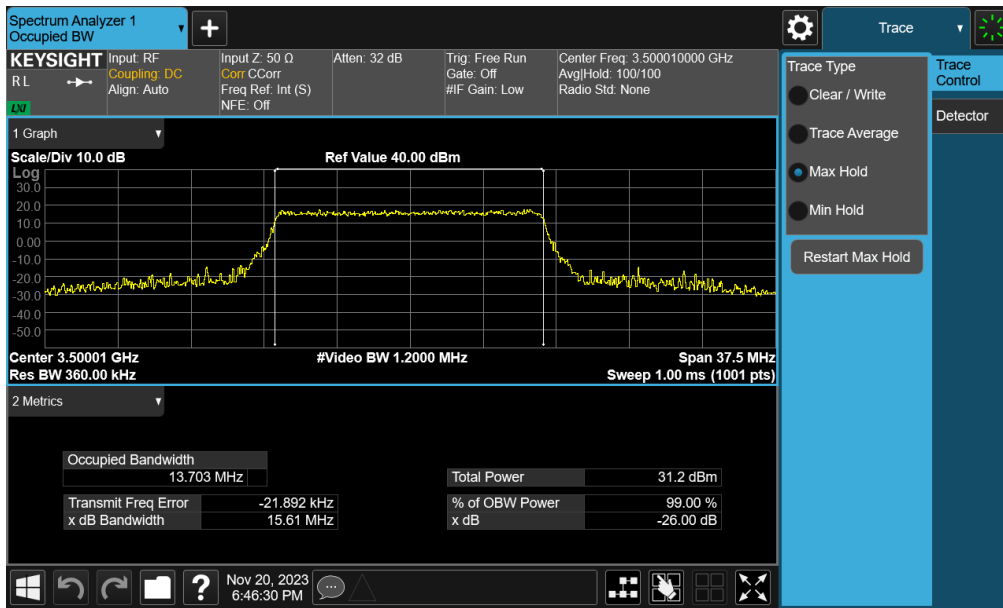 Spectrum Analyzer 1
Occupied BW
+
Trace
KEYSIGHT
R L
LXI
Input: RF
Coupling: DC
Align: Auto
Input Z: 50 Ω
Corr CCorr
Freq Ref: Int (S)
NFE: Off
Atten: 32 dB
Trig: Free Run
Gate: Off
#IF Gain: Low
Center Freq: 3.500010000 GHz
Avg|Hold: 100/100
Radio Std: None
Trace Type
Clear / Write
Trace Average
Max Hold
Min Hold
Restart Max Hold
Trace
Control
Detector
1 Graph
Scale/Div 10.0 dB
Ref Value 40.00 dBm
Log
30.0
20.0
10.0
0.00
-10.0
-20.0
-30.0
-40.0
-50.0
Center 3.50001 GHz
#Video BW 1.2000 MHz
Span 37.5 MHz
Res BW 360.00 kHz
Sweep 1.00 ms (1001 pts)
2 Metrics
Occupied Bandwidth
13.703 MHz
Total Power 31.2 dBm
Transmit Freq Error -21.892 kHz
% of OBW Power 99.00 %
x dB Bandwidth 15.61 MHz
x dB -26.00 dB
?
Nov 20, 2023
6:46:30 PM